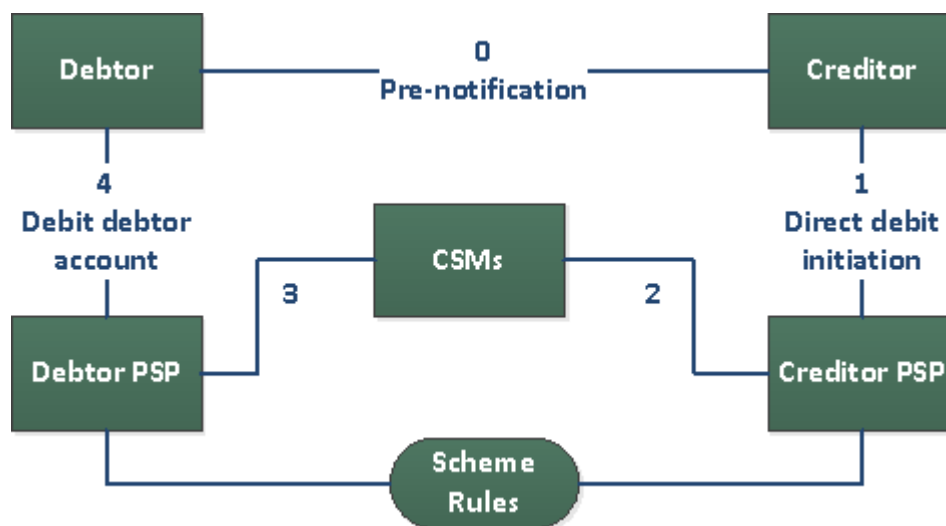 0
Debtor
Creditor
Pre-notification
4
1
Debit debtor
account
Direct debit
initiation
CSMs
3
2
Debtor PSP
Creditor PSP
Scheme
Rules